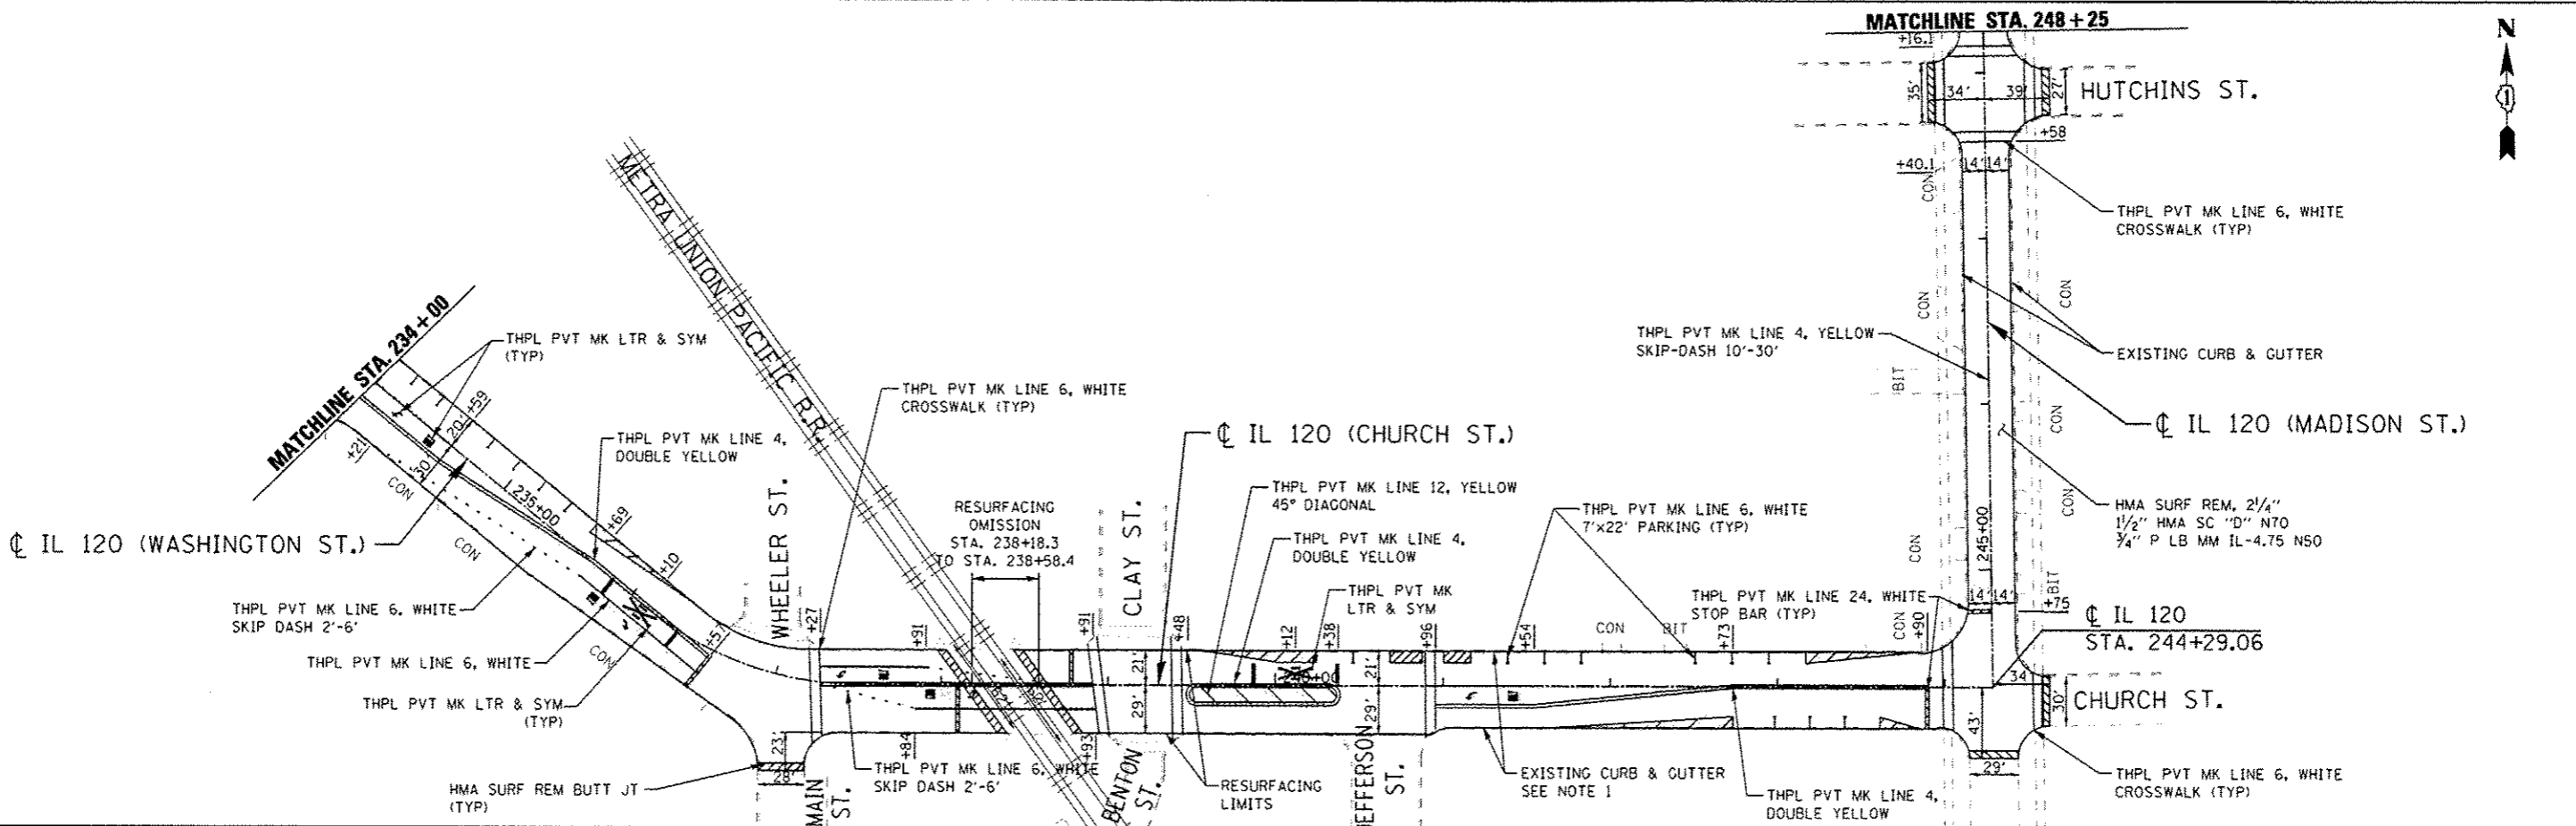 MATCHLINE STA. 248+25
N
+16.1
35'
34'
39'
27'
HUTCHINS ST.
+58
+40.1
14' 14'
CON
THPL PVT MK LINE 6, WHITE
CROSSWALK (TYP)
METRA UNION PACIFIC R.R.
MATCHLINE STA. 234+00
THPL PVT MK LTR & SYM
(TYP)
+59
20'
30'
+21
CON
THPL PVT MK LINE 4,
DOUBLE YELLOW
235+00
+69
+10
CON
CON
+57
₵ IL 120 (WASHINGTON ST.)
THPL PVT MK LINE 6, WHITE
SKIP DASH 2'-6'
THPL PVT MK LINE 6, WHITE
THPL PVT MK LTR & SYM
(TYP)
HMA SURF REM BUTT JT
(TYP)
28'
23'
MAIN
ST.
WHEELER ST.
+27
THPL PVT MK LINE 6, WHITE
CROSSWALK (TYP)
+91
+84
THPL PVT MK LINE 6, WHITE
SKIP DASH 2'-6'
RESURFACING
OMISSION
STA. 238+18.3
TO STA. 238+58.4
+91
+93
BENTON
ST.
CLAY ST.
21'
29'
+48
₵ IL 120 (CHURCH ST.)
THPL PVT MK LINE 12, YELLOW
45° DIAGONAL
THPL PVT MK LINE 4,
DOUBLE YELLOW
THPL PVT MK
LTR & SYM
+12
+38
RESURFACING
LIMITS
21'
29'
JEFFERSON
ST.
+96
+54
THPL PVT MK LINE 6, WHITE
7'x22' PARKING (TYP)
CON
BIT
+73
EXISTING CURB & GUTTER
SEE NOTE 1
THPL PVT MK LINE 4,
DOUBLE YELLOW
THPL PVT MK LINE 24, WHITE
STOP BAR (TYP)
CON
+90
THPL PVT MK LINE 4, YELLOW
SKIP-DASH 10'-30'
BIT
CON
CON
CON
CON
CON
EXISTING CURB & GUTTER
₵ IL 120 (MADISON ST.)
HMA SURF REM, 2¼"
1½" HMA SC "D" N70
¾" P LB MM IL-4.75 N50
245+00
14' 14'
BIT
+75
₵ IL 120
STA. 244+29.06
34'
30'
CHURCH ST.
43'
29'
THPL PVT MK LINE 6, WHITE
CROSSWALK (TYP)